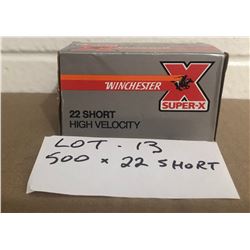 WINCHESTER
X
SUPER-X
22 SHORT
HIGH VELOCITY
LOT - 13
500 x 22 SHORT